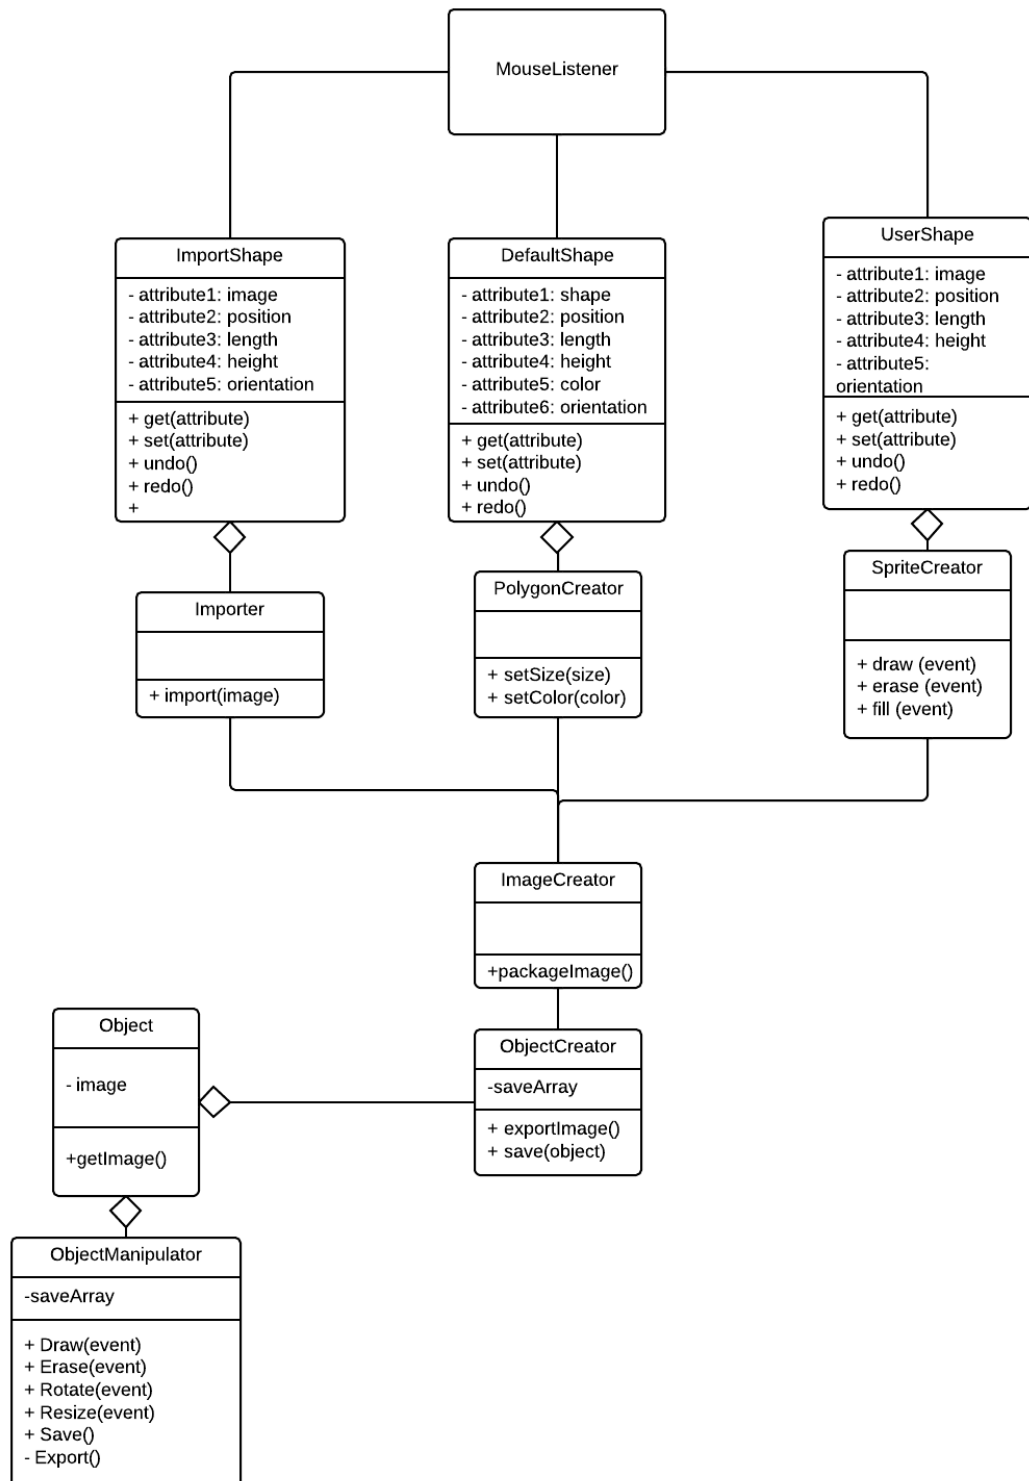 MouseListener
ImportShape
- attribute1: image
- attribute2: position
- attribute3: length
- attribute4: height
- attribute5: orientation
+ get(attribute)
+ set(attribute)
+ undo()
+ redo()
+
DefaultShape
- attribute1: shape
- attribute2: position
- attribute3: length
- attribute4: height
- attribute5: color
- attribute6: orientation
+ get(attribute)
+ set(attribute)
+ undo()
+ redo()
UserShape
- attribute1: image
- attribute2: position
- attribute3: length
- attribute4: height
- attribute5:
orientation
+ get(attribute)
+ set(attribute)
+ undo()
+ redo()
Importer
+ import(image)
PolygonCreator
+ setSize(size)
+ setColor(color)
SpriteCreator
+ draw (event)
+ erase (event)
+ fill (event)
ImageCreator
+packageImage()
Object
- image
+getImage()
ObjectCreator
-saveArray
+ exportImage()
+ save(object)
ObjectManipulator
-saveArray
+ Draw(event)
+ Erase(event)
+ Rotate(event)
+ Resize(event)
+ Save()
- Export()